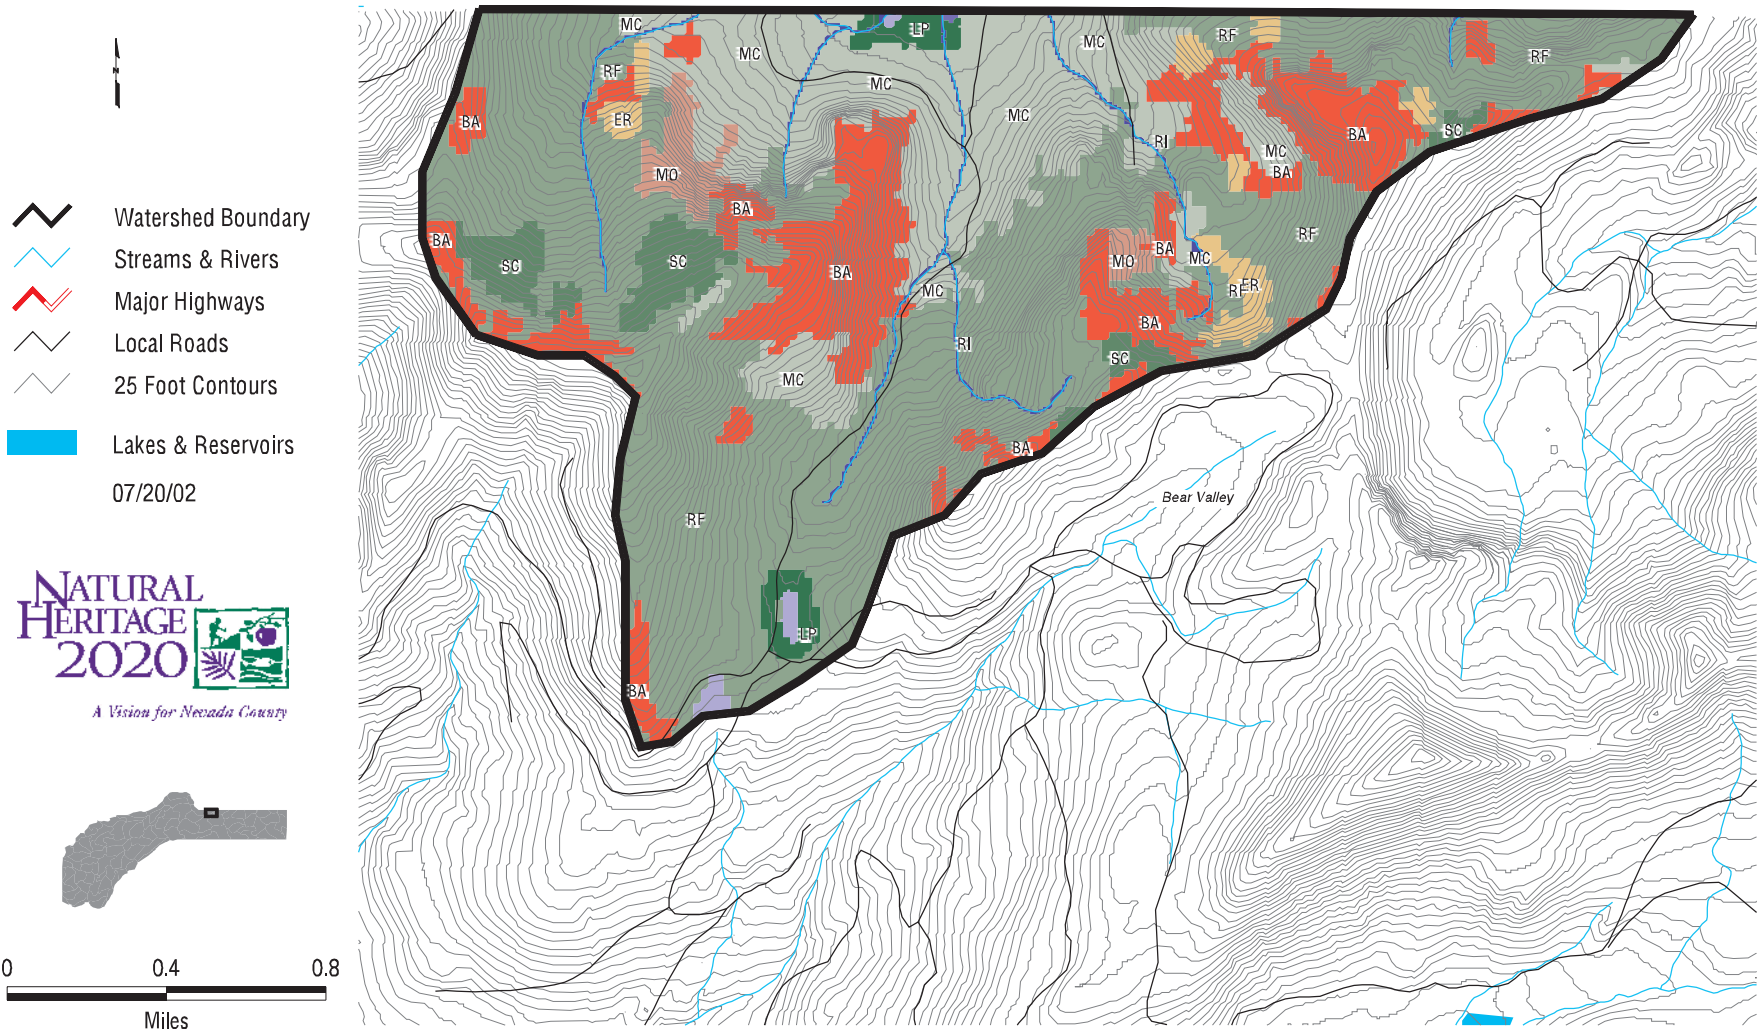 N
Watershed Boundary
Streams & Rivers
Major Highways
Local Roads
25 Foot Contours
Lakes & Reservoirs
07/20/02
NATURAL
HERITAGE
2020
A Vision for Nevada County
0 0.4 0.8
Miles
MC
LP
MC
MC
RF
RF
MC
RF
MC
BA
ER
MC
BA
SC
RI
MC
MO
BA
BA
BA
RF
BA
BA
MC
SC
SC
MO
BA
MC
RF
ER
BA
RI
SC
MC
BA
Bear Valley
RF
LP
BA